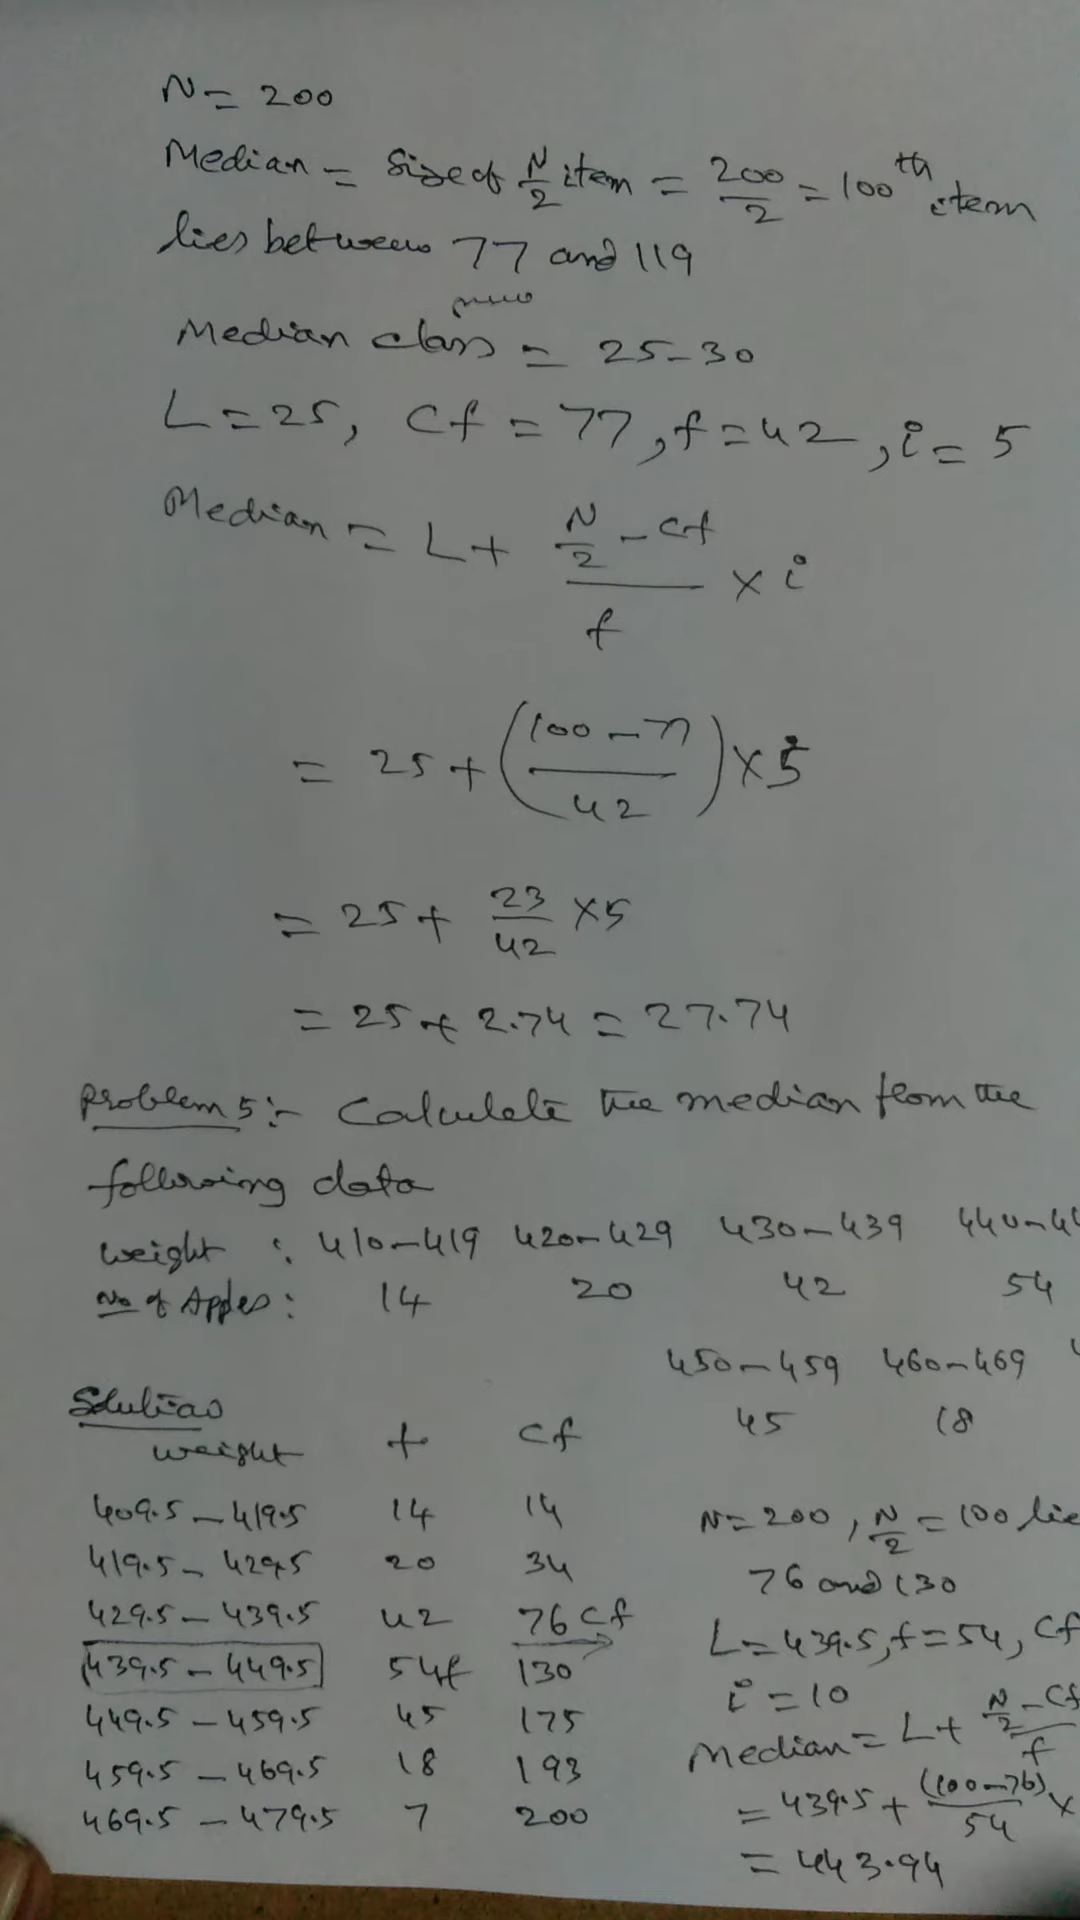 N = 200
Median = Size of N/2 item = 200/2 = 100th item
lies between 77 and 119
Median class = 25-30
L = 25, cf = 77, f = 42, i = 5
Median = L + (N/2 - cf)/f × i
= 25 + (100 - 77 / 42) × 5
= 25 + 23/42 × 5
= 25 + 2.74 = 27.74
Problem 5:- Calculate the median from the
following data
weight : 410-419 420-429 430-439 440-44
No of Apples: 14 20 42 54
450-459 460-469
45 18
Solution
weight f cf
409.5-419.5 14 14
419.5-429.5 20 34
429.5-439.5 42 76 cf
439.5-449.5 54f 130
449.5-459.5 45 175
459.5-469.5 18 193
469.5-479.5 7 200
N = 200, N/2 = 100 lie
76 and 130
L = 439.5, f = 54, cf
i = 10
Median = L + (N/2 - cf)/f
= 439.5 + (100-76)/54 ×
= 443.94